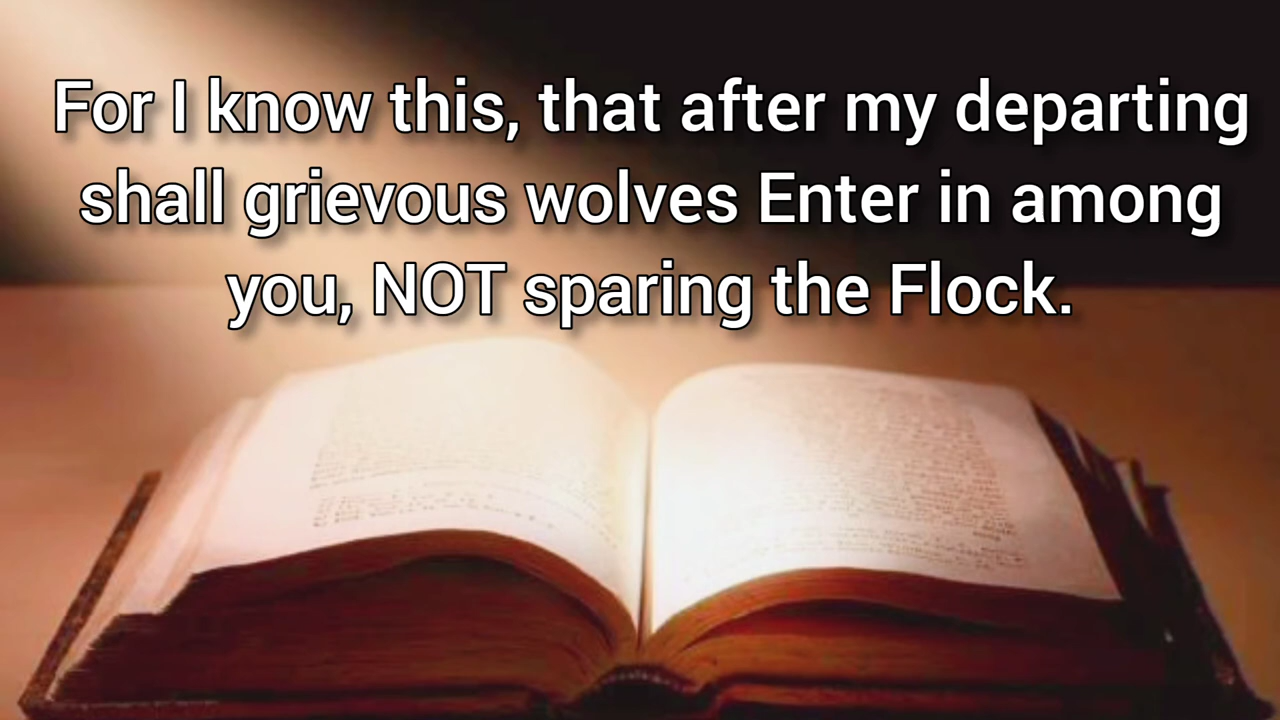 For I know this, that after my departing
shall grievous wolves Enter in among
you, NOT sparing the Flock.